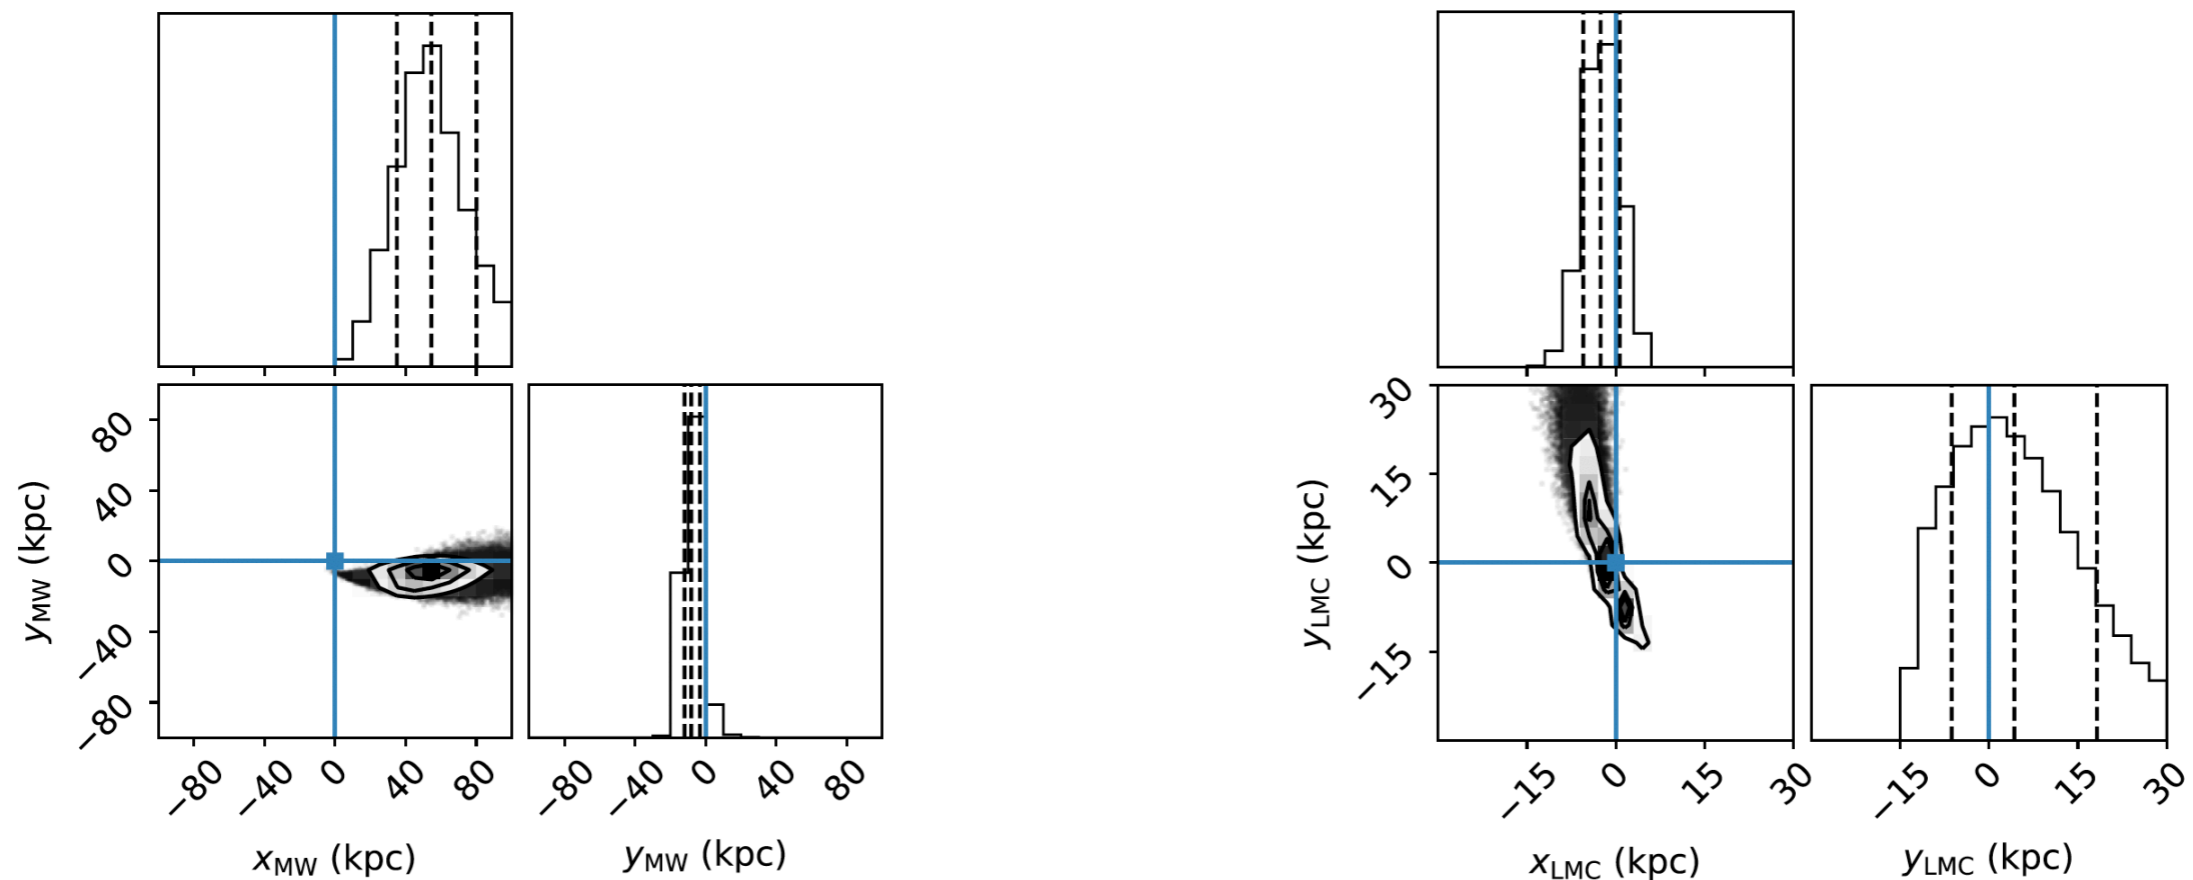 80
40
0
−40
−80
y_MW (kpc)
−80 −40 0 40 80
x_MW (kpc)
−80 −40 0 40 80
y_MW (kpc)
30
15
0
−15
y_LMC (kpc)
−15 0 15 30
x_LMC (kpc)
−15 0 15 30
y_LMC (kpc)